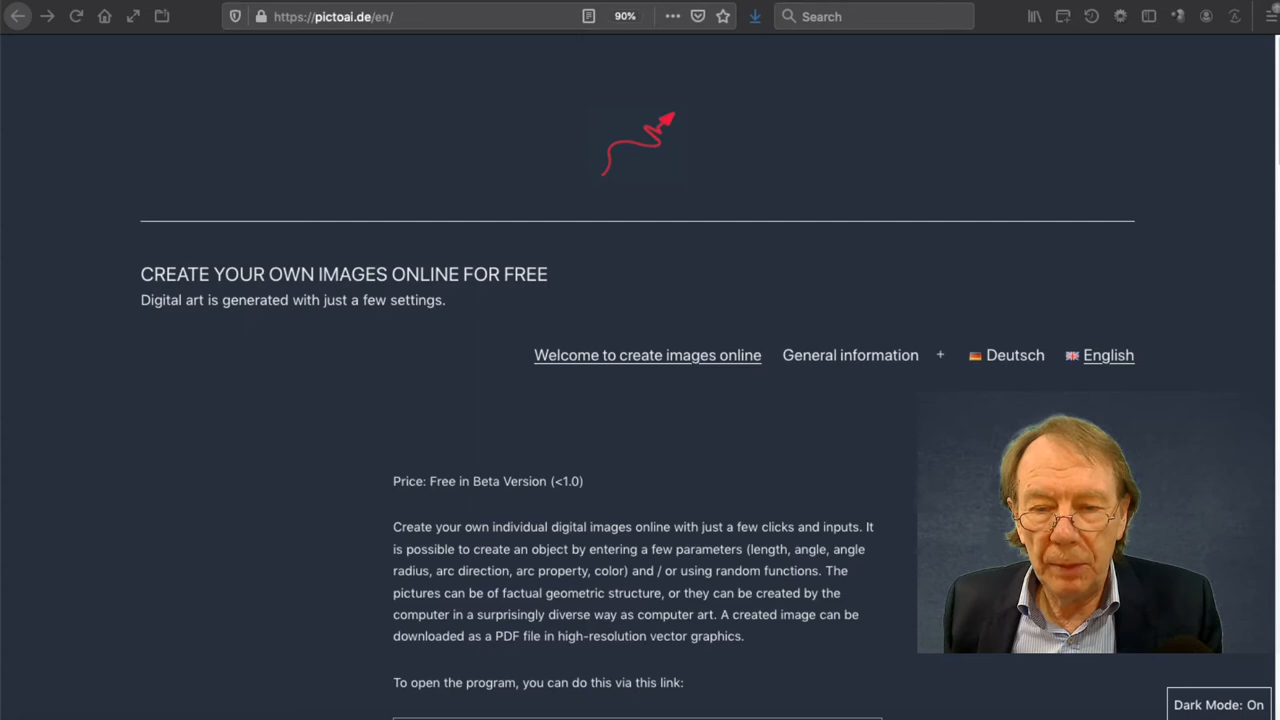 https://pictoai.de/en/
90%
Search
CREATE YOUR OWN IMAGES ONLINE FOR FREE
Digital art is generated with just a few settings.
Welcome to create images online General information + Deutsch English
Price: Free in Beta Version (<1.0)
Create your own individual digital images online with just a few clicks and inputs. It
is possible to create an object by entering a few parameters (length, angle, angle
radius, arc direction, arc property, color) and / or using random functions. The
pictures can be of factual geometric structure, or they can be created by the
computer in a surprisingly diverse way as computer art. A created image can be
downloaded as a PDF file in high-resolution vector graphics.
To open the program, you can do this via this link:
Dark Mode: On